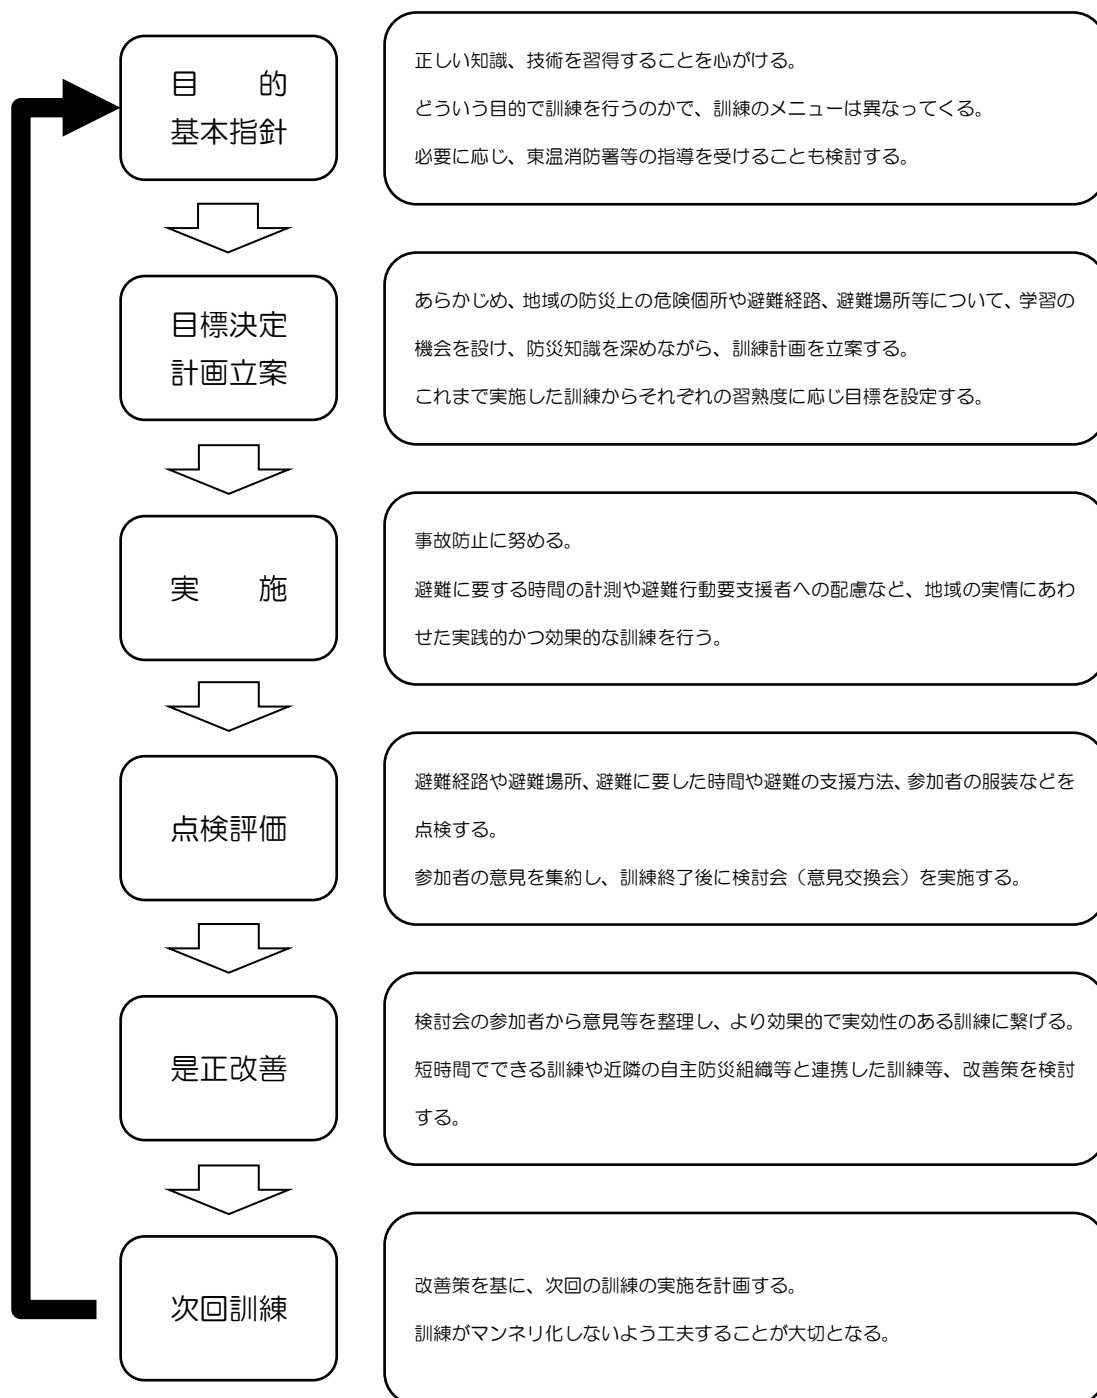 目　的
基本指針
正しい知識、技術を習得することを心がける。
どういう目的で訓練を行うのかで、訓練のメニューは異なってくる。
必要に応じ、東温消防署等の指導を受けることも検討する。
目標決定
計画立案
あらかじめ、地域の防災上の危険個所や避難経路、避難場所等について、学習の
機会を設け、防災知識を深めながら、訓練計画を立案する。
これまで実施した訓練からそれぞれの習熟度に応じ目標を設定する。
実　施
事故防止に努める。
避難に要する時間の計測や避難行動要支援者への配慮など、地域の実情にあわ
せた実践的かつ効果的な訓練を行う。
点検評価
避難経路や避難場所、避難に要した時間や避難の支援方法、参加者の服装などを
点検する。
参加者の意見を集約し、訓練終了後に検討会（意見交換会）を実施する。
是正改善
検討会の参加者から意見等を整理し、より効果的で実効性のある訓練に繋げる。
短時間でできる訓練や近隣の自主防災組織等と連携した訓練等、改善策を検討
する。
次回訓練
改善策を基に、次回の訓練の実施を計画する。
訓練がマンネリ化しないよう工夫することが大切となる。